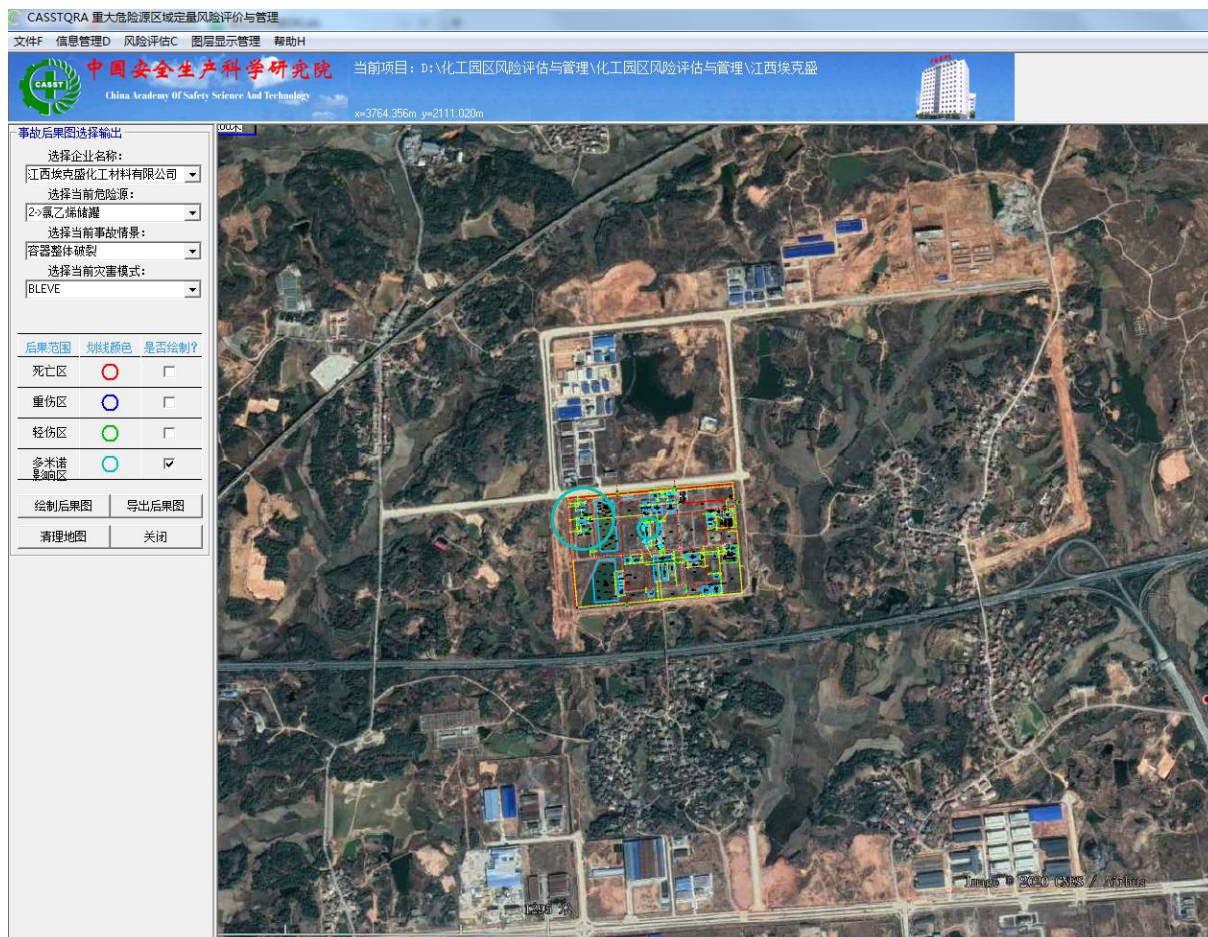 CASSTQRA 重大危险源区域定量风险评价与管理
文件F 信息管理D 风险评估C 图层显示管理 帮助H
CASST
中国安全生产科学研究院
China Academy Of Safety Science And Technology
当前项目：D:\化工园区风险评估与管理\化工园区风险评估与管理\江西埃克盛
x=3764.356m y=2111.020m
事故后果图选择输出
选择企业名称：
江西埃克盛化工材料有限公司
选择当前危险源：
2->氯乙烯储罐
选择当前事故情景：
容器整体破裂
选择当前灾害模式：
BLEVE
后果范围 划线颜色 是否绘制?
死亡区
重伤区
轻伤区
多米诺
影响区
绘制后果图 导出后果图
清理地图 关闭
00米
Image © 2020 CNES / Airbus
1295 米